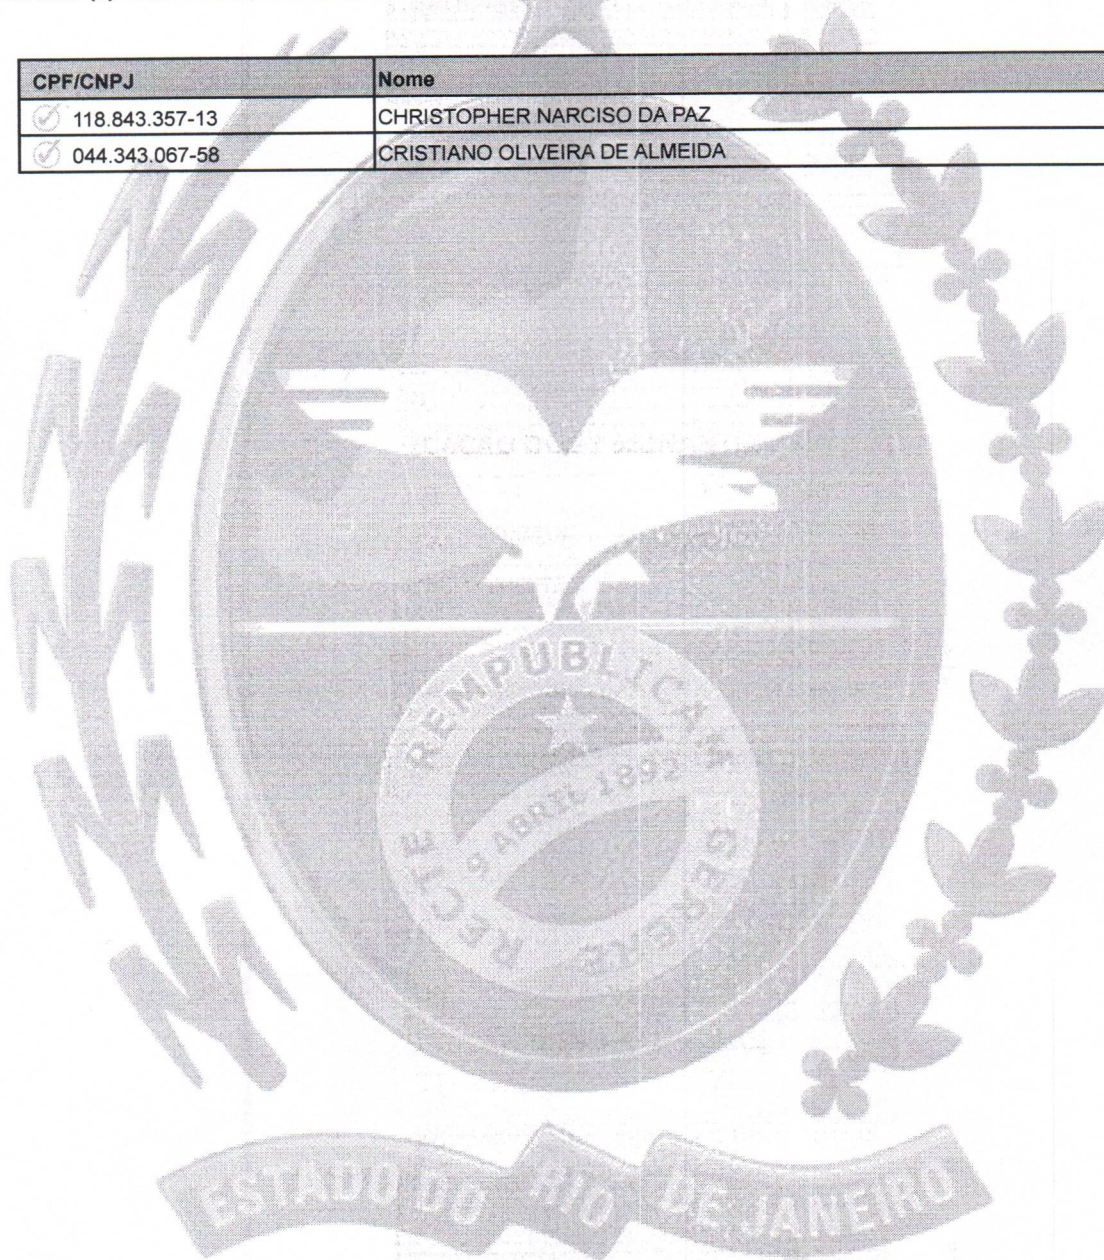 CPF/CNPJ Nome
118.843.357-13 CHRISTOPHER NARCISO DA PAZ
044.343.067-58 CRISTIANO OLIVEIRA DE ALMEIDA
RECTE REMPUBLICAM GERERE
9 ABRIL 1892
ESTADO DO RIO DE JANEIRO